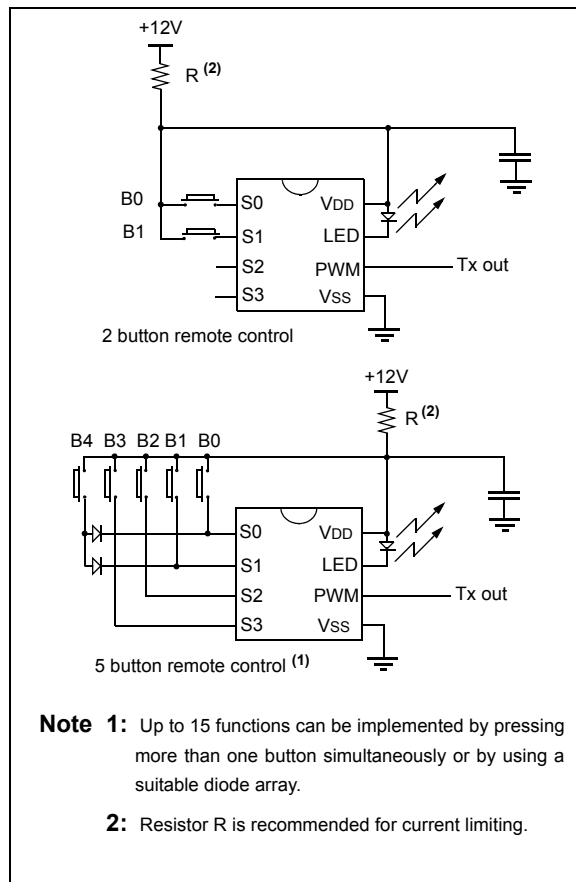 +12V
R (2)
B0
B1
S0
S1
S2
S3
VDD
LED
PWM
VSS
Tx out
2 button remote control
+12V
R(2)
B4 B3 B2 B1 B0
S0
S1
S2
S3
VDD
LED
PWM
VSS
Tx out
5 button remote control (1)
Note 1: Up to 15 functions can be implemented by pressing
more than one button simultaneously or by using a
suitable diode array.
2: Resistor R is recommended for current limiting.